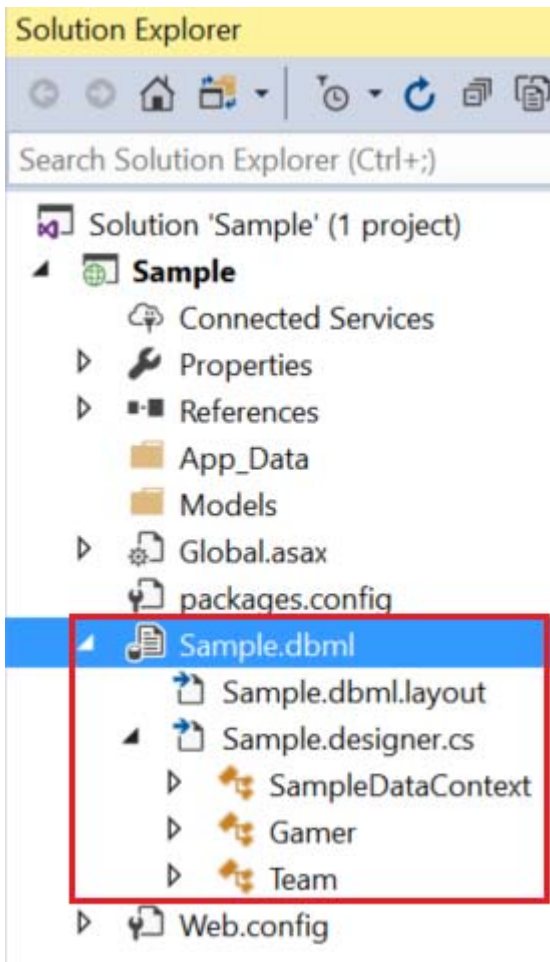 Solution Explorer
Search Solution Explorer (Ctrl+;)
Solution 'Sample' (1 project)
Sample
Connected Services
Properties
References
App_Data
Models
Global.asax
packages.config
Sample.dbml
Sample.dbml.layout
Sample.designer.cs
SampleDataContext
Gamer
Team
Web.config